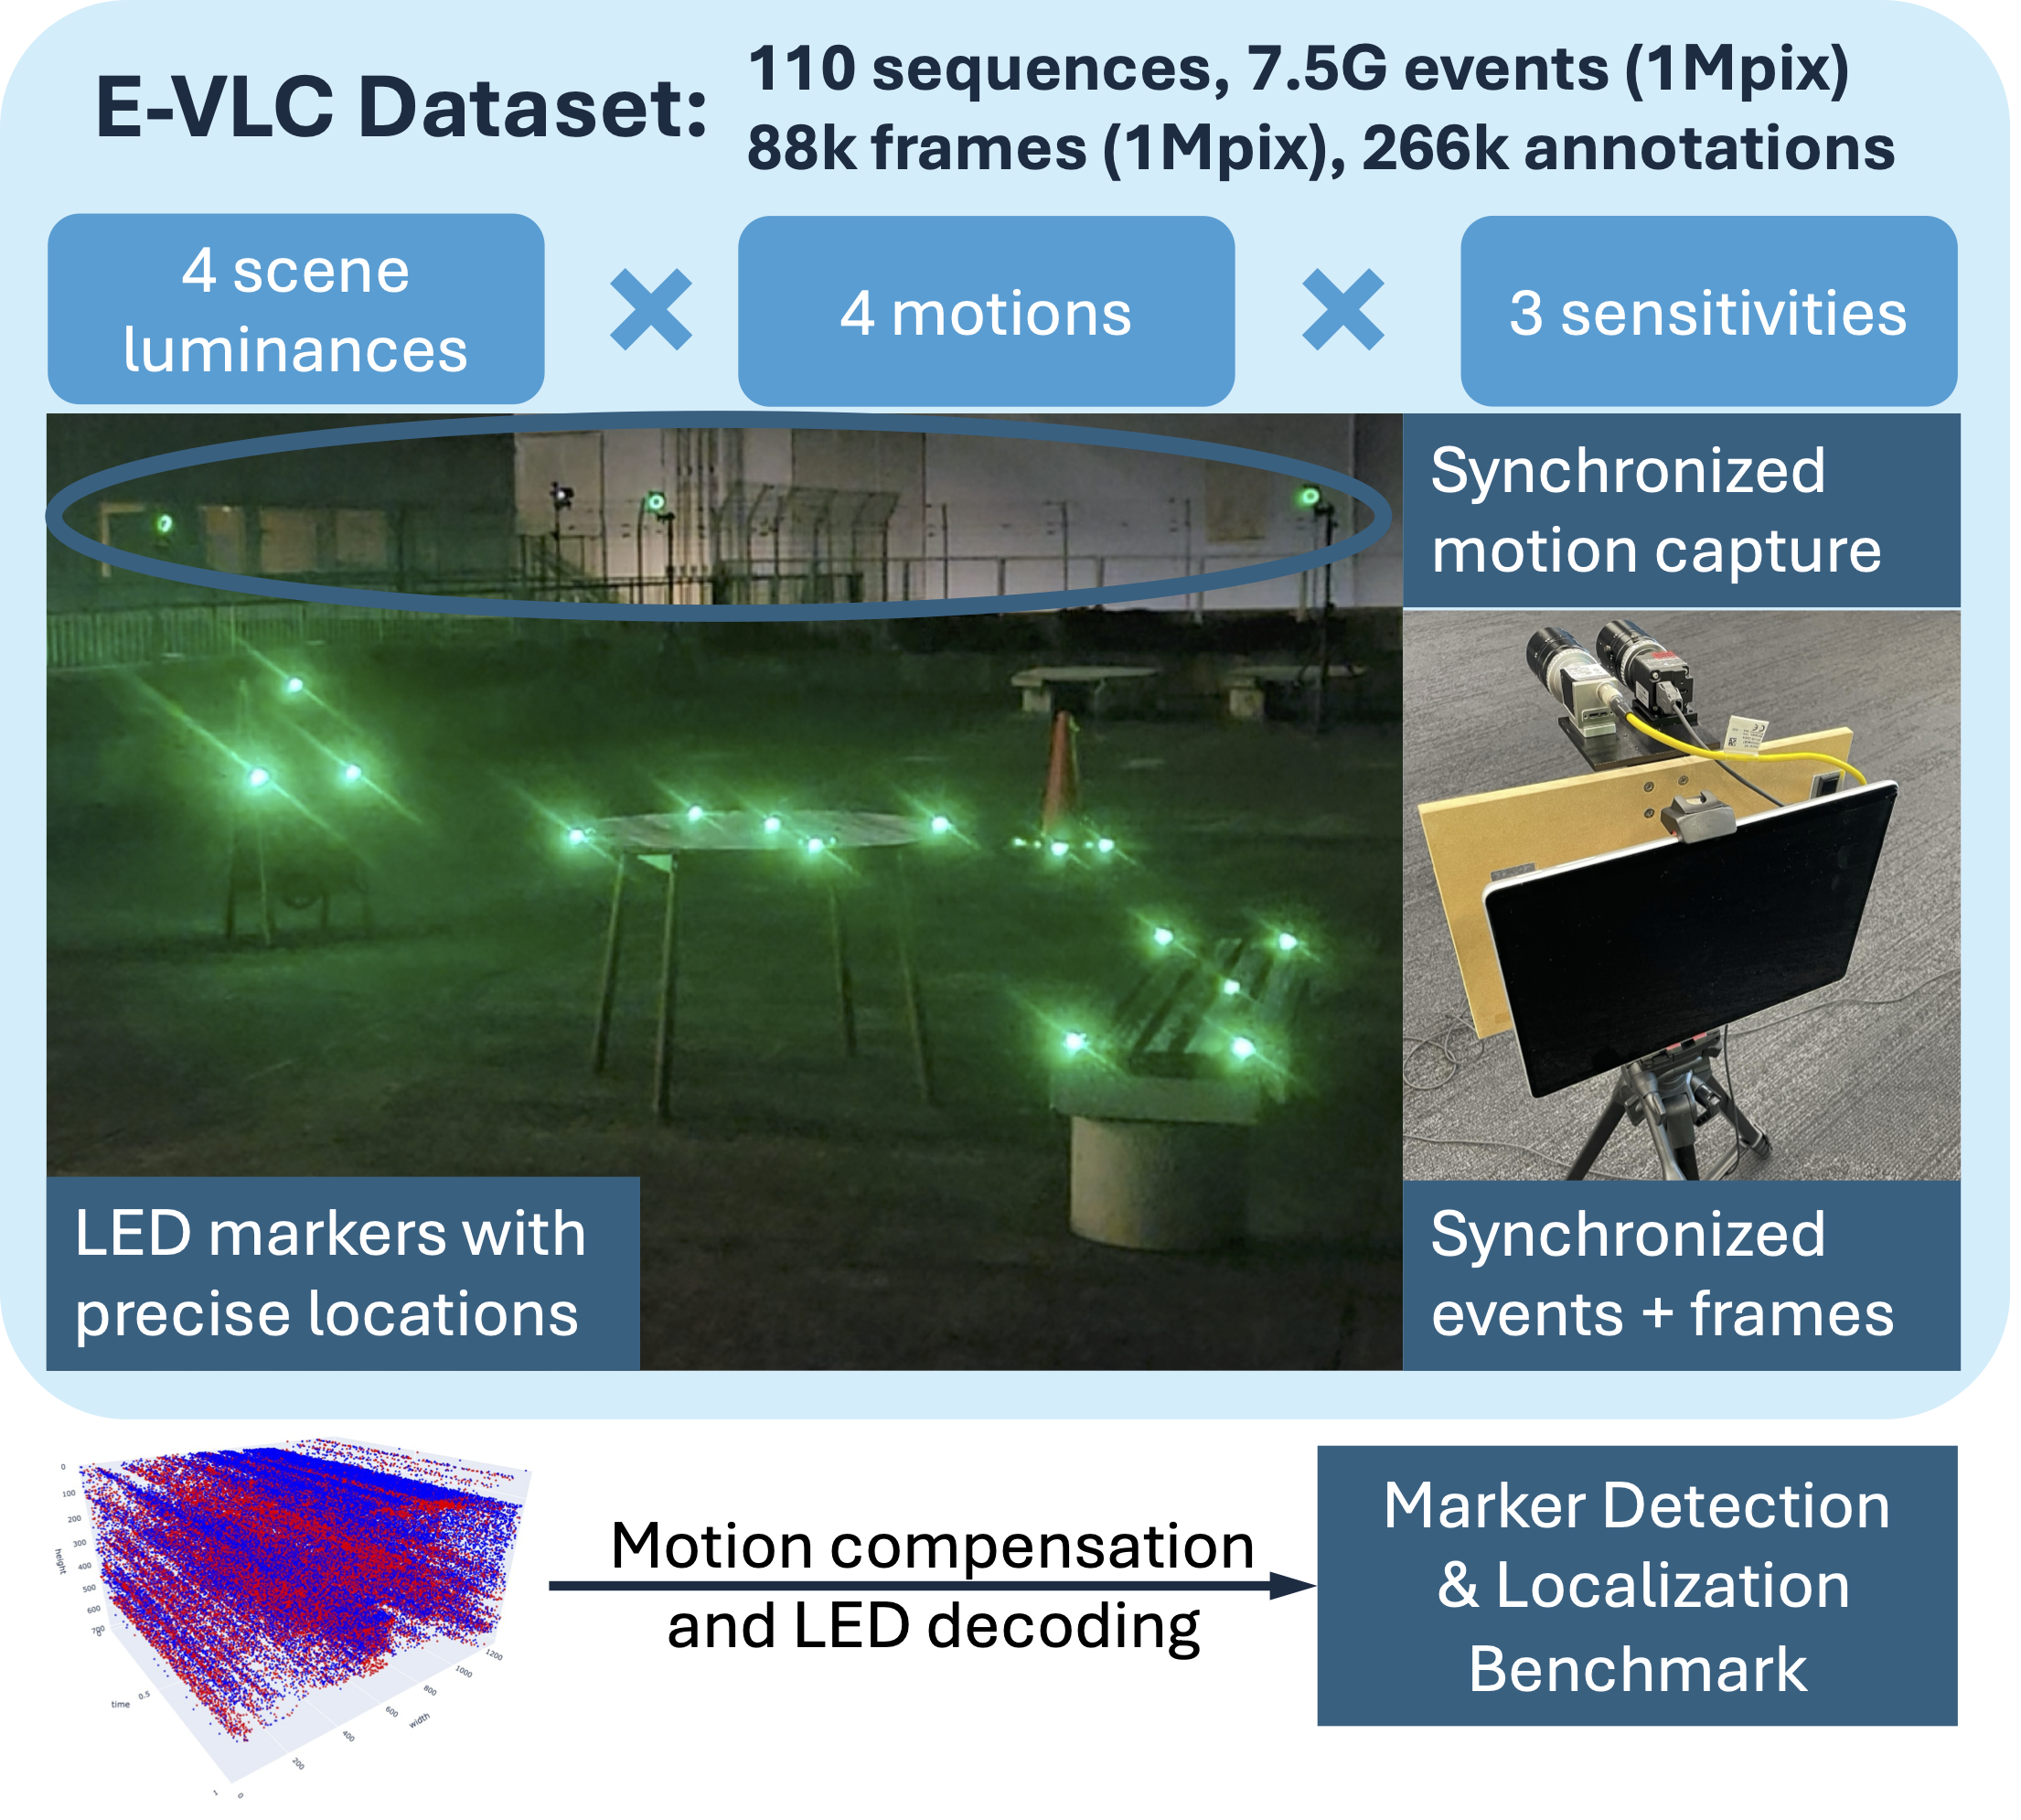 E-VLC Dataset:
110 sequences, 7.5G events (1Mpix)
88k frames (1Mpix), 266k annotations
4 scene
luminances
×
4 motions
×
3 sensitivities
Synchronized
motion capture
LED markers with
precise locations
Synchronized
events + frames
0
100
200
300
400
500
600
700
height
0
0.5
1
time
0
200
400
600
800
1000
1200
width
Motion compensation
and LED decoding
Marker Detection
& Localization
Benchmark